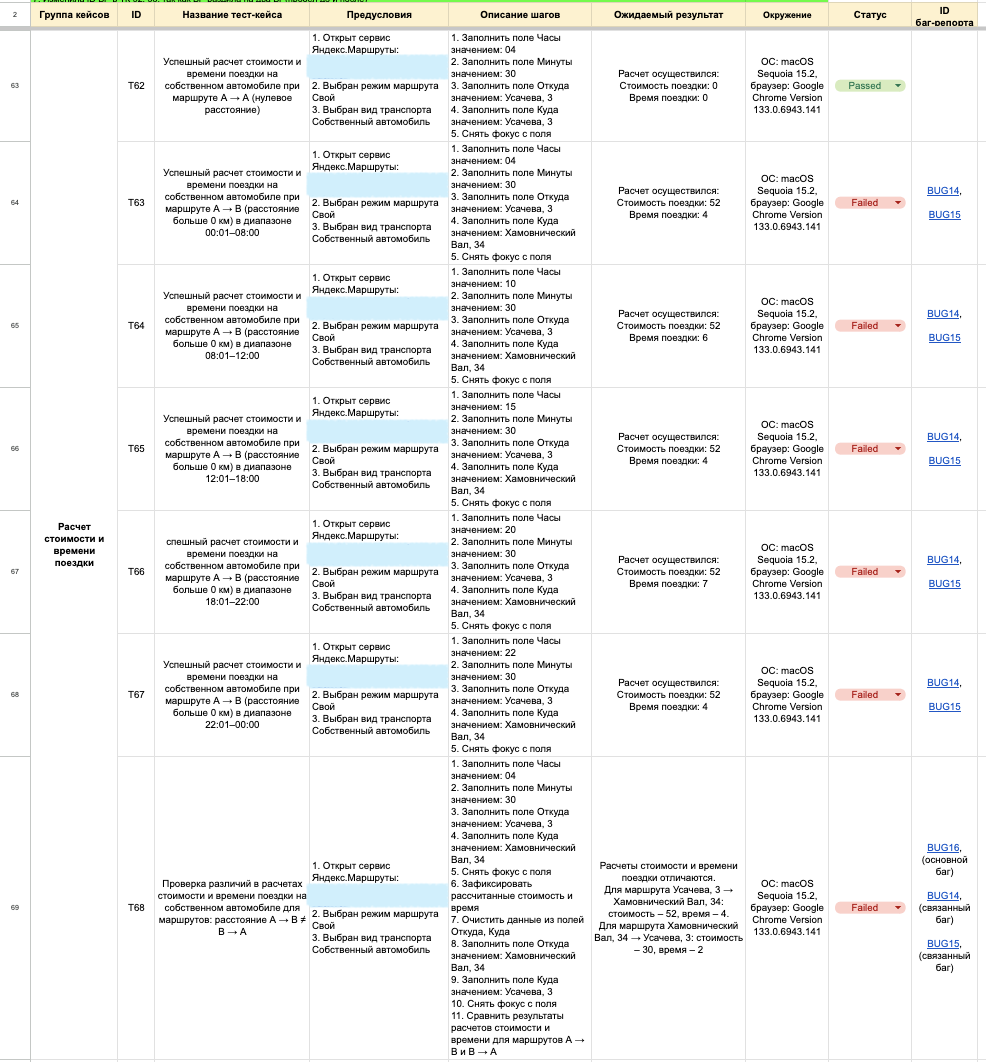 2
Группа кейсов
ID
Название тест-кейса
Предусловия
Описание шагов
Ожидаемый результат
Окружение
Статус
ID
баг-репорта
63
Расчет
стоимости и
времени
поездки
T62
Успешный расчет стоимости и
времени поездки на
собственном автомобиле при
маршруте А → А (нулевое
расстояние)
1. Открыт сервис
Яндекс.Маршруты:
2. Выбран режим маршрута
Свой
3. Выбран вид транспорта
Собственный автомобиль
1. Заполнить поле Часы
значением: 04
2. Заполнить поле Минуты
значением: 30
3. Заполнить поле Откуда
значением: Усачева, 3
4. Заполнить поле Куда
значением: Усачева, 3
5. Снять фокус с поля
Расчет осуществился:
Стоимость поездки: 0
Время поездки: 0
ОС: macOS
Sequoia 15.2,
браузер: Google
Chrome Version
133.0.6943.141
Passed
64
T63
Успешный расчет стоимости и
времени поездки на
собственном автомобиле при
маршруте А → В (расстояние
больше 0 км) в диапазоне
00:01–08:00
1. Открыт сервис
Яндекс.Маршруты:
2. Выбран режим маршрута
Свой
3. Выбран вид транспорта
Собственный автомобиль
1. Заполнить поле Часы
значением: 04
2. Заполнить поле Минуты
значением: 30
3. Заполнить поле Откуда
значением: Усачева, 3
4. Заполнить поле Куда
значением: Хамовнический
Вал, 34
5. Снять фокус с поля
Расчет осуществился:
Стоимость поездки: 52
Время поездки: 4
ОС: macOS
Sequoia 15.2,
браузер: Google
Chrome Version
133.0.6943.141
Failed
BUG14,
BUG15
65
T64
Успешный расчет стоимости и
времени поездки на
собственном автомобиле при
маршруте А → В (расстояние
больше 0 км) в диапазоне
08:01–12:00
1. Открыт сервис
Яндекс.Маршруты:
2. Выбран режим маршрута
Свой
3. Выбран вид транспорта
Собственный автомобиль
1. Заполнить поле Часы
значением: 10
2. Заполнить поле Минуты
значением: 30
3. Заполнить поле Откуда
значением: Усачева, 3
4. Заполнить поле Куда
значением: Хамовнический
Вал, 34
5. Снять фокус с поля
Расчет осуществился:
Стоимость поездки: 52
Время поездки: 6
ОС: macOS
Sequoia 15.2,
браузер: Google
Chrome Version
133.0.6943.141
Failed
BUG14,
BUG15
66
T65
Успешный расчет стоимости и
времени поездки на
собственном автомобиле при
маршруте А → В (расстояние
больше 0 км) в диапазоне
12:01–18:00
1. Открыт сервис
Яндекс.Маршруты:
2. Выбран режим маршрута
Свой
3. Выбран вид транспорта
Собственный автомобиль
1. Заполнить поле Часы
значением: 15
2. Заполнить поле Минуты
значением: 30
3. Заполнить поле Откуда
значением: Усачева, 3
4. Заполнить поле Куда
значением: Хамовнический
Вал, 34
5. Снять фокус с поля
Расчет осуществился:
Стоимость поездки: 52
Время поездки: 4
ОС: macOS
Sequoia 15.2,
браузер: Google
Chrome Version
133.0.6943.141
Failed
BUG14,
BUG15
67
T66
спешный расчет стоимости и
времени поездки на
собственном автомобиле при
маршруте А → В (расстояние
больше 0 км) в диапазоне
18:01–22:00
1. Открыт сервис
Яндекс.Маршруты:
2. Выбран режим маршрута
Свой
3. Выбран вид транспорта
Собственный автомобиль
1. Заполнить поле Часы
значением: 20
2. Заполнить поле Минуты
значением: 30
3. Заполнить поле Откуда
значением: Усачева, 3
4. Заполнить поле Куда
значением: Хамовнический
Вал, 34
5. Снять фокус с поля
Расчет осуществился:
Стоимость поездки: 52
Время поездки: 7
ОС: macOS
Sequoia 15.2,
браузер: Google
Chrome Version
133.0.6943.141
Failed
BUG14,
BUG15
68
T67
Успешный расчет стоимости и
времени поездки на
собственном автомобиле при
маршруте А → В (расстояние
больше 0 км) в диапазоне
22:01–00:00
1. Открыт сервис
Яндекс.Маршруты:
2. Выбран режим маршрута
Свой
3. Выбран вид транспорта
Собственный автомобиль
1. Заполнить поле Часы
значением: 22
2. Заполнить поле Минуты
значением: 30
3. Заполнить поле Откуда
значением: Усачева, 3
4. Заполнить поле Куда
значением: Хамовнический
Вал, 34
5. Снять фокус с поля
Расчет осуществился:
Стоимость поездки: 52
Время поездки: 4
ОС: macOS
Sequoia 15.2,
браузер: Google
Chrome Version
133.0.6943.141
Failed
BUG14,
BUG15
69
T68
Проверка различий в расчетах
стоимости и времени поездки на
собственном автомобиле для
маршрутов: расстояние А → В ≠
В → А
1. Открыт сервис
Яндекс.Маршруты:
2. Выбран режим маршрута
Свой
3. Выбран вид транспорта
Собственный автомобиль
1. Заполнить поле Часы
значением: 04
2. Заполнить поле Минуты
значением: 30
3. Заполнить поле Откуда
значением: Усачева, 3
4. Заполнить поле Куда
значением: Хамовнический
Вал, 34
5. Снять фокус с поля
6. Зафиксировать
рассчитанные стоимость и
время
7. Очистить данные из полей
Откуда, Куда
8. Заполнить поле Откуда
значением: Хамовнический
Вал, 34
9. Заполнить поле Куда
значением: Усачева, 3
10. Снять фокус с поля
11. Сравнить результаты
расчетов стоимости и
времени для маршрутов А →
В и В → А
Расчеты стоимости и времени
поездки отличаются.
Для маршрута Усачева, 3 →
Хамовнический Вал, 34:
стоимость – 52, время – 4.
Для маршрута Хамовнический
Вал, 34 → Усачева, 3: стоимость
– 30, время – 2
ОС: macOS
Sequoia 15.2,
браузер: Google
Chrome Version
133.0.6943.141
Failed
BUG16,
(основной
баг)
BUG14,
(связанный
баг)
BUG15,
(связанный
баг)